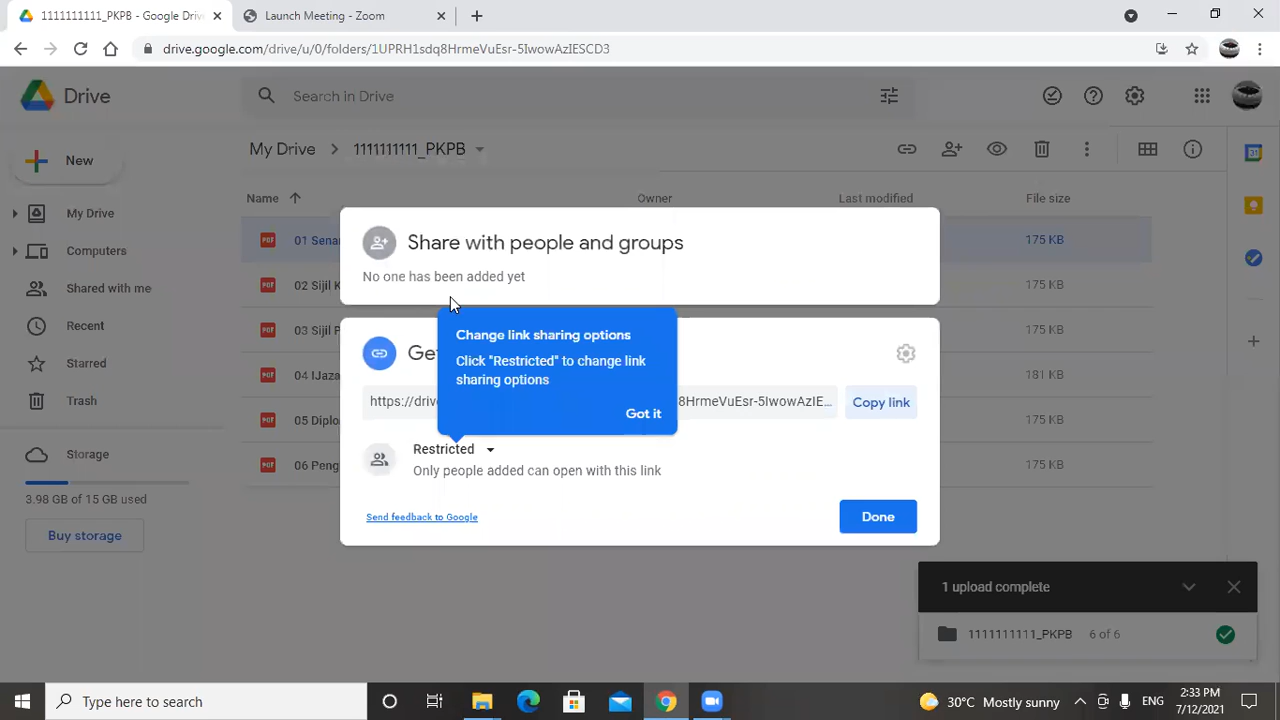 1111111111_PKPB - Google Driv
Launch Meeting - Zoom
drive.google.com/drive/u/0/folders/1UPRH1sdq8HrmeVuEsr-5IwowAzIESCD3
Drive
Search in Drive
New
My Drive
1111111111_PKPB
Name
Owner
Last modified
File size
My Drive
01 Sena
175 KB
Computers
02 Sijil K
175 KB
Shared with me
Recent
03 Sijil P
175 KB
Starred
04 IJaza
181 KB
Trash
05 Diplo
175 KB
Storage
06 Peng
175 KB
3.98 GB of 15 GB used
Buy storage
Share with people and groups
No one has been added yet
Change link sharing options
Click "Restricted" to change link
sharing options
Got it
Get
https://drive
8HrmeVuEsr-5IwowAzIE...
Copy link
Restricted
Only people added can open with this link
Send feedback to Google
Done
1 upload complete
1111111111_PKPB
6 of 6
Type here to search
30°C Mostly sunny
ENG
2:33 PM
7/12/2021